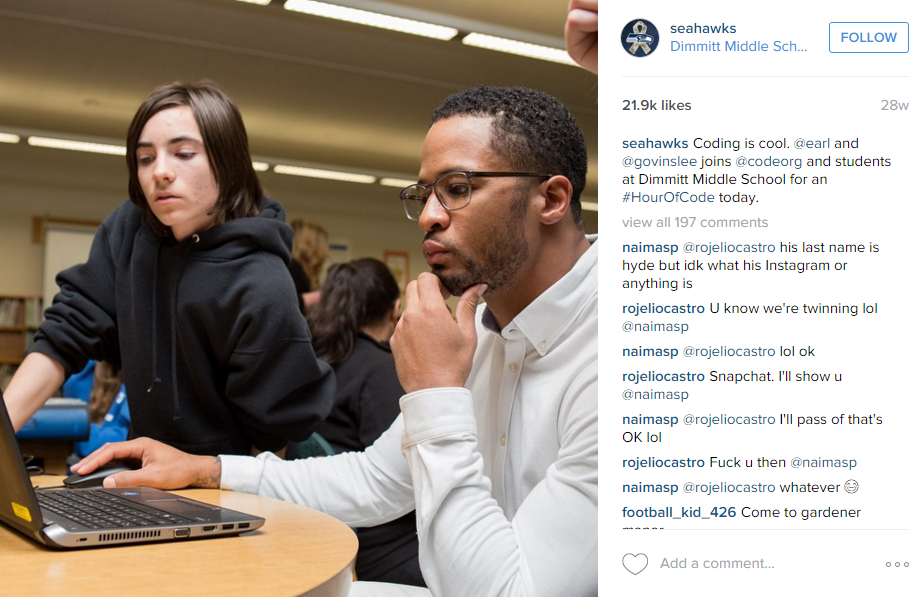 seahawks
Dimmitt Middle Sch...
FOLLOW
21.9k likes
28w
seahawks Coding is cool. @earl and
@govinslee joins @codeorg and students
at Dimmitt Middle School for an
#HourOfCode today.
view all 197 comments
naimasp @rojeliocastro his last name is
hyde but idk what his Instagram or
anything is
rojeliocastro U know we're twinning lol
@naimasp
naimasp @rojeliocastro lol ok
rojeliocastro Snapchat. I'll show u
@naimasp
naimasp @rojeliocastro I'll pass of that's
OK lol
rojeliocastro Fuck u then @naimasp
naimasp @rojeliocastro whatever 😅
football_kid_426 Come to gardener
Add a comment...